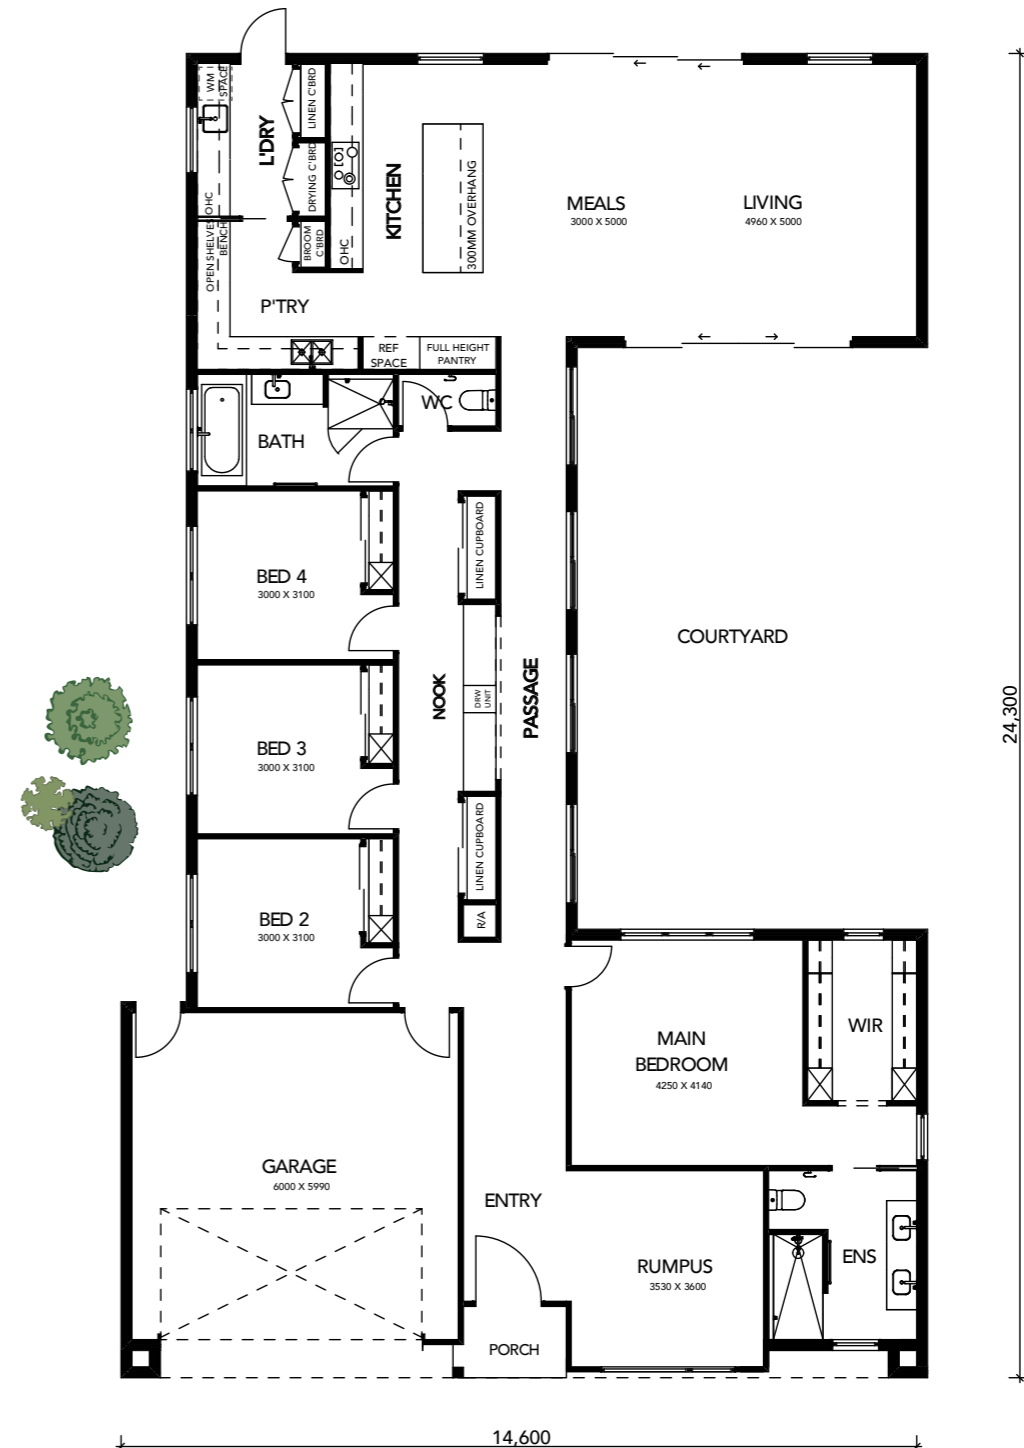 WM
SPACE
LINEN C'BRD
L'DRY
DRYING C'BRD
OHC
OPEN SHELVES
BENCH
BROOM
C'BRD
OHC
KITCHEN
300MM OVERHANG
MEALS
3000 X 5000
LIVING
4960 X 5000
P'TRY
REF
SPACE
FULL HEIGHT
PANTRY
WC
BATH
LINEN CUPBOARD
BED 4
3000 X 3100
COURTYARD
NOOK
DRW
UNIT
PASSAGE
24,300
BED 3
3000 X 3100
LINEN CUPBOARD
R/A
BED 2
3000 X 3100
WIR
MAIN
BEDROOM
4250 X 4140
GARAGE
6000 X 5990
ENTRY
ENS
RUMPUS
3530 X 3600
PORCH
14,600